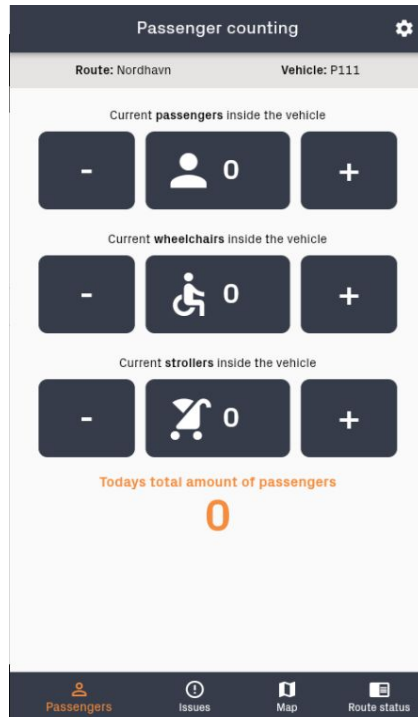 Passenger counting
Route: Nordhavn Vehicle: P111
Current passengers inside the vehicle
- 0 +
Current wheelchairs inside the vehicle
- 0 +
Current strollers inside the vehicle
- 0 +
Todays total amount of passengers
0
Passengers Issues Map Route status